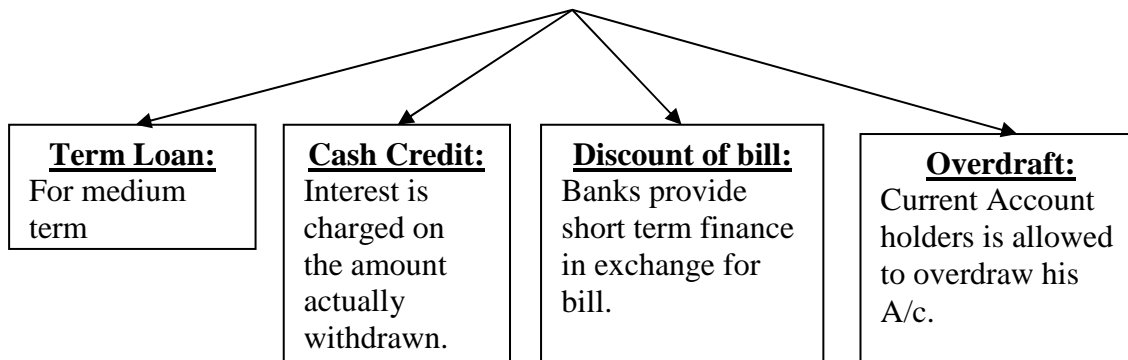 Term Loan:
For medium
term
Cash Credit:
Interest is
charged on
the amount
actually
withdrawn.
Discount of bill:
Banks provide
short term finance
in exchange for
bill.
Overdraft:
Current Account
holders is allowed
to overdraw his
A/c.